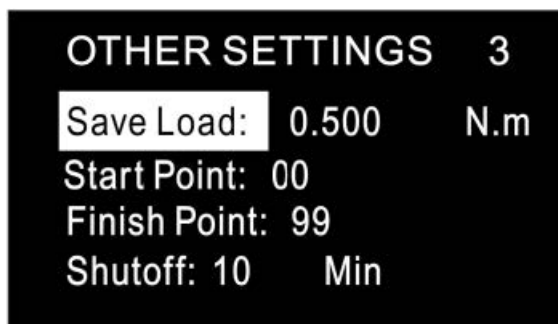 OTHER SETTINGS 3
Save Load: 0.500 N.m
Start Point: 00
Finish Point: 99
Shutoff: 10 Min